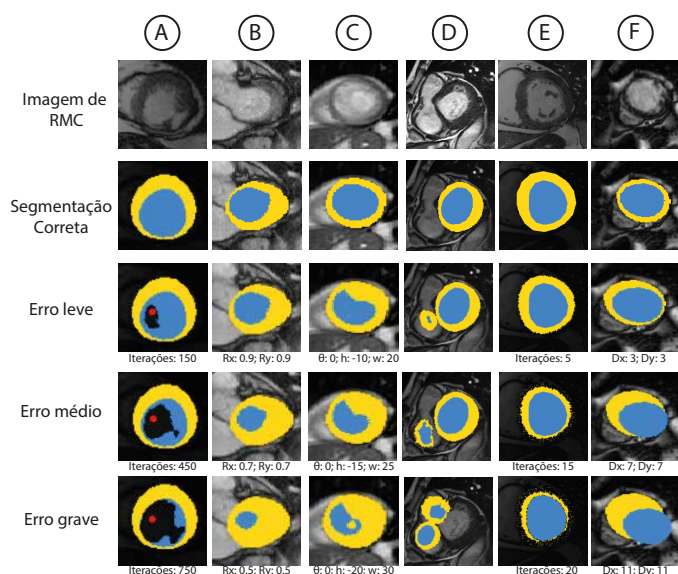 A B C D E F
Imagem de
RMC
Segmentação
Correta
Erro leve
Iterações: 150 Rx: 0.9; Ry: 0.9 θ: 0; h: -10; w: 20 Iterações: 5 Dx: 3; Dy: 3
Erro médio
Iterações: 450 Rx: 0.7; Ry: 0.7 θ: 0; h: -15; w: 25 Iterações: 15 Dx: 7; Dy: 7
Erro grave
Iterações: 750 Rx: 0.5; Ry: 0.5 θ: 0; h: -20; w: 30 Iterações: 20 Dx: 11; Dy: 11